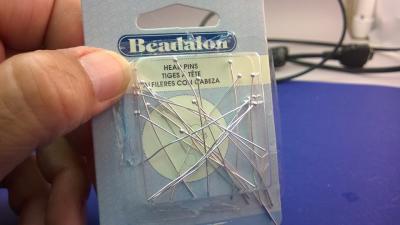 Beadalon
HEAD PINS
TIGES À TÊTE
ALFILERES CON CABEZA